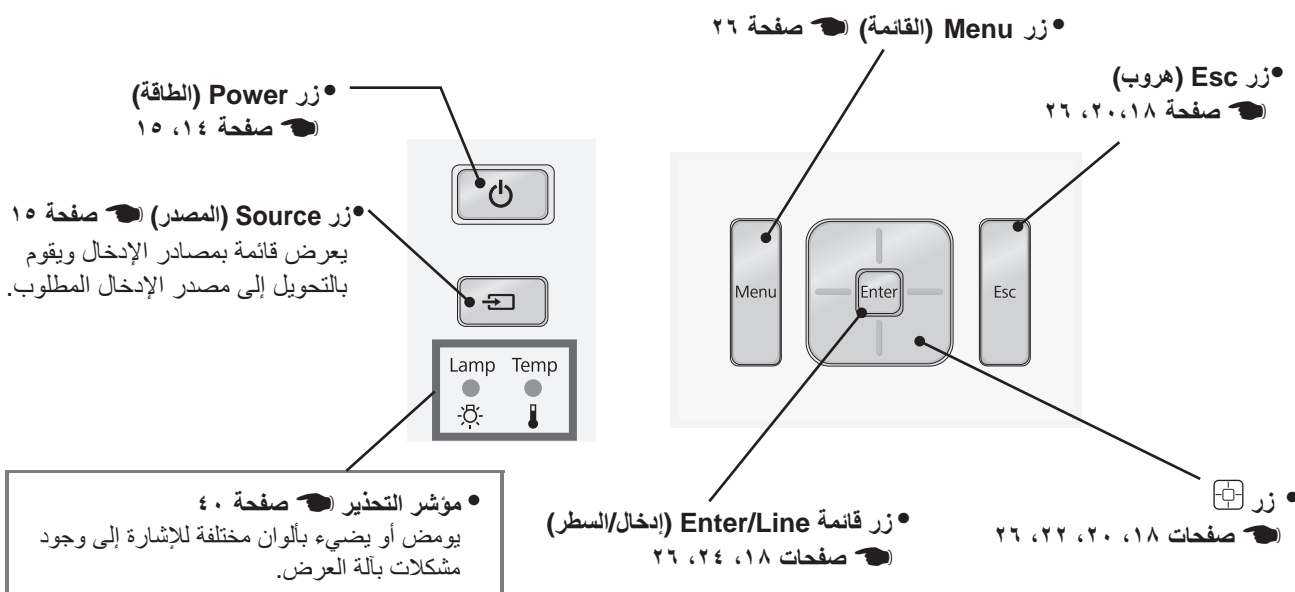 •زر Menu (القائمة) ☚ صفحة ٢٦
•زر Esc (هروب)
☚ صفحة ١٨،٢٠، ٢٦
•زر Power (الطاقة)
☚ صفحة ١٤، ١٥
•زر Source (المصدر) ☚ صفحة ١٥
يعرض قائمة بمصادر الإدخال ويقوم
بالتحويل إلى مصدر الإدخال المطلوب.
Menu
Enter
Esc
Lamp Temp
•مؤشر التحذير ☚ صفحة ٤٠
يومض أو يضيء بألوان مختلفة للإشارة إلى وجود
مشكلات بآلة العرض.
•زر قائمة Enter/Line (إدخال/السطر)
☚ صفحات ١٨، ٢٤، ٢٦
•زر
☚ صفحات ١٨، ٢٠، ٢٢، ٢٦